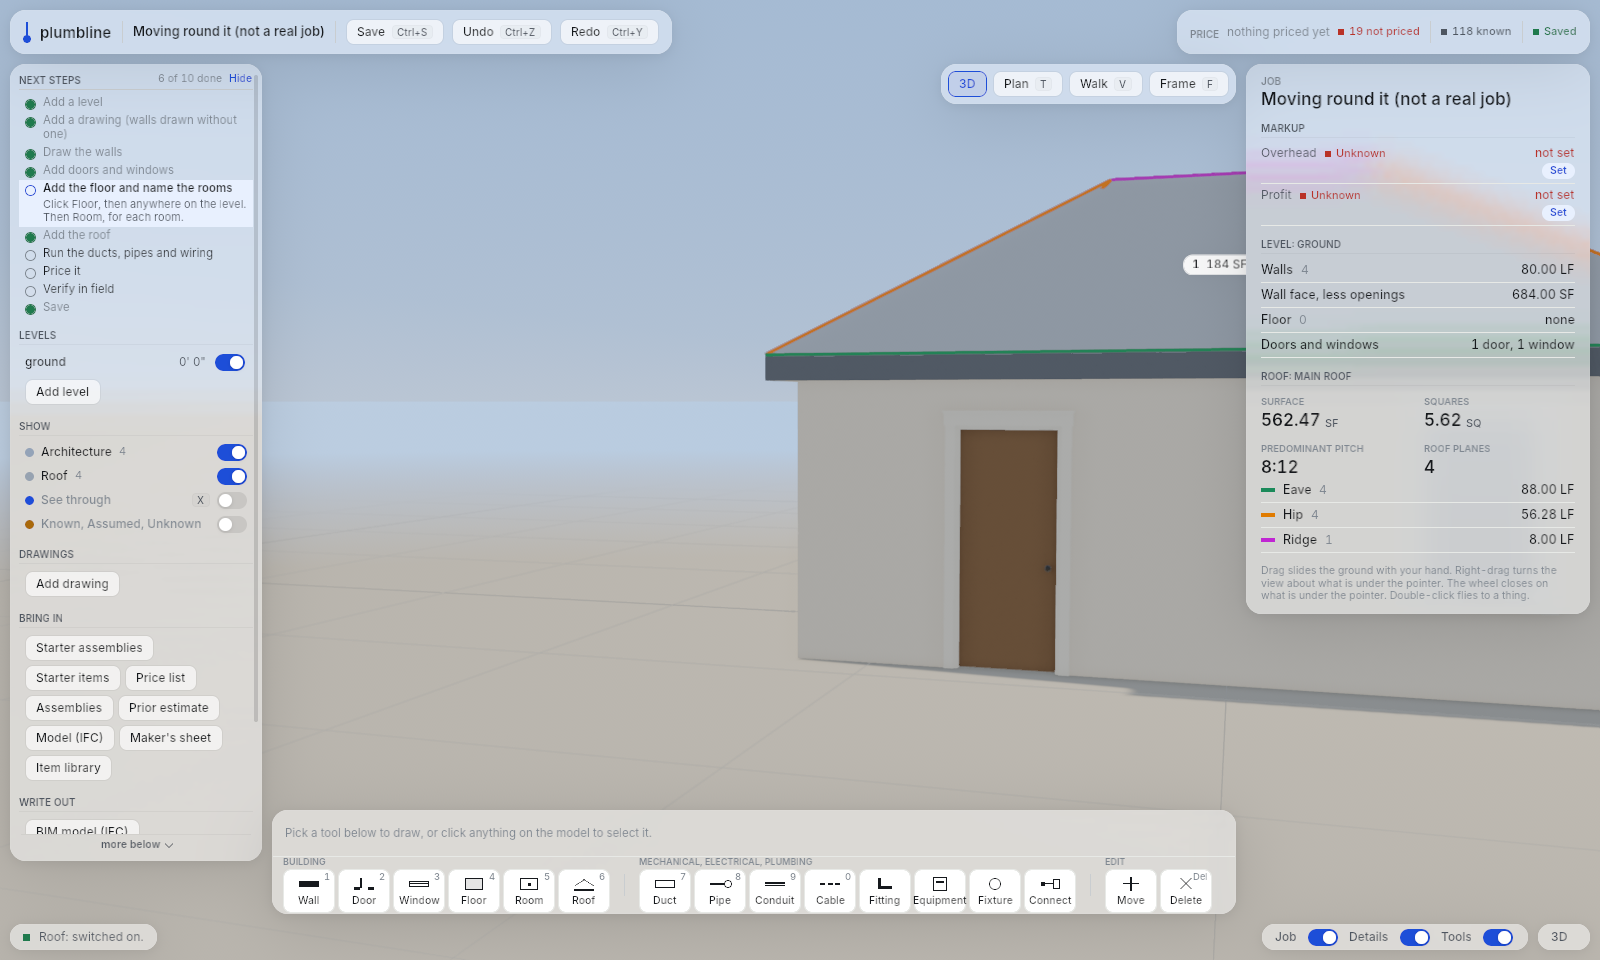 plumbline
Moving round it (not a real job)
Save Ctrl+S
Undo Ctrl+Z
Redo Ctrl+Y
PRICE nothing priced yet 19 not priced 118 known Saved
NEXT STEPS 6 of 10 done Hide
Add a level
Add a drawing (walls drawn without
one)
Draw the walls
Add doors and windows
Add the floor and name the rooms
Click Floor, then anywhere on the level.
Then Room, for each room.
Add the roof
Run the ducts, pipes and wiring
Price it
Verify in field
Save
LEVELS
ground 0' 0"
Add level
SHOW
Architecture 4
Roof 4
See through X
Known, Assumed, Unknown
DRAWINGS
Add drawing
BRING IN
Starter assemblies
Starter items Price list
Assemblies Prior estimate
Model (IFC) Maker's sheet
Item library
WRITE OUT
BIM model (IFC)
more below
Roof: switched on.
3D
Plan T
Walk V
Frame F
1 184 SF
JOB
Moving round it (not a real job)
MARKUP
Overhead Unknown not set
Set
Profit Unknown not set
Set
LEVEL: GROUND
Walls 4 80.00 LF
Wall face, less openings 684.00 SF
Floor 0 none
Doors and windows 1 door, 1 window
ROOF: MAIN ROOF
SURFACE SQUARES
562.47 SF 5.62 SQ
PREDOMINANT PITCH ROOF PLANES
8:12 4
Eave 4 88.00 LF
Hip 4 56.28 LF
Ridge 1 8.00 LF
Drag slides the ground with your hand. Right-drag turns the
view about what is under the pointer. The wheel closes on
what is under the pointer. Double-click flies to a thing.
Pick a tool below to draw, or click anything on the model to select it.
BUILDING MECHANICAL, ELECTRICAL, PLUMBING EDIT
1 2 3 4 5 6 7 8 9 0 Del
Wall Door Window Floor Room Roof Duct Pipe Conduit Cable Fitting Equipment Fixture Connect Move Delete
Job Details Tools 3D